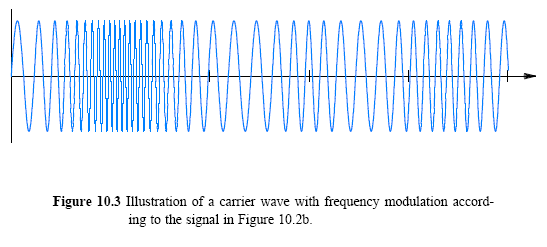 Figure 10.3 Illustration of a carrier wave with frequency modulation accord-
ing to the signal in Figure 10.2b.